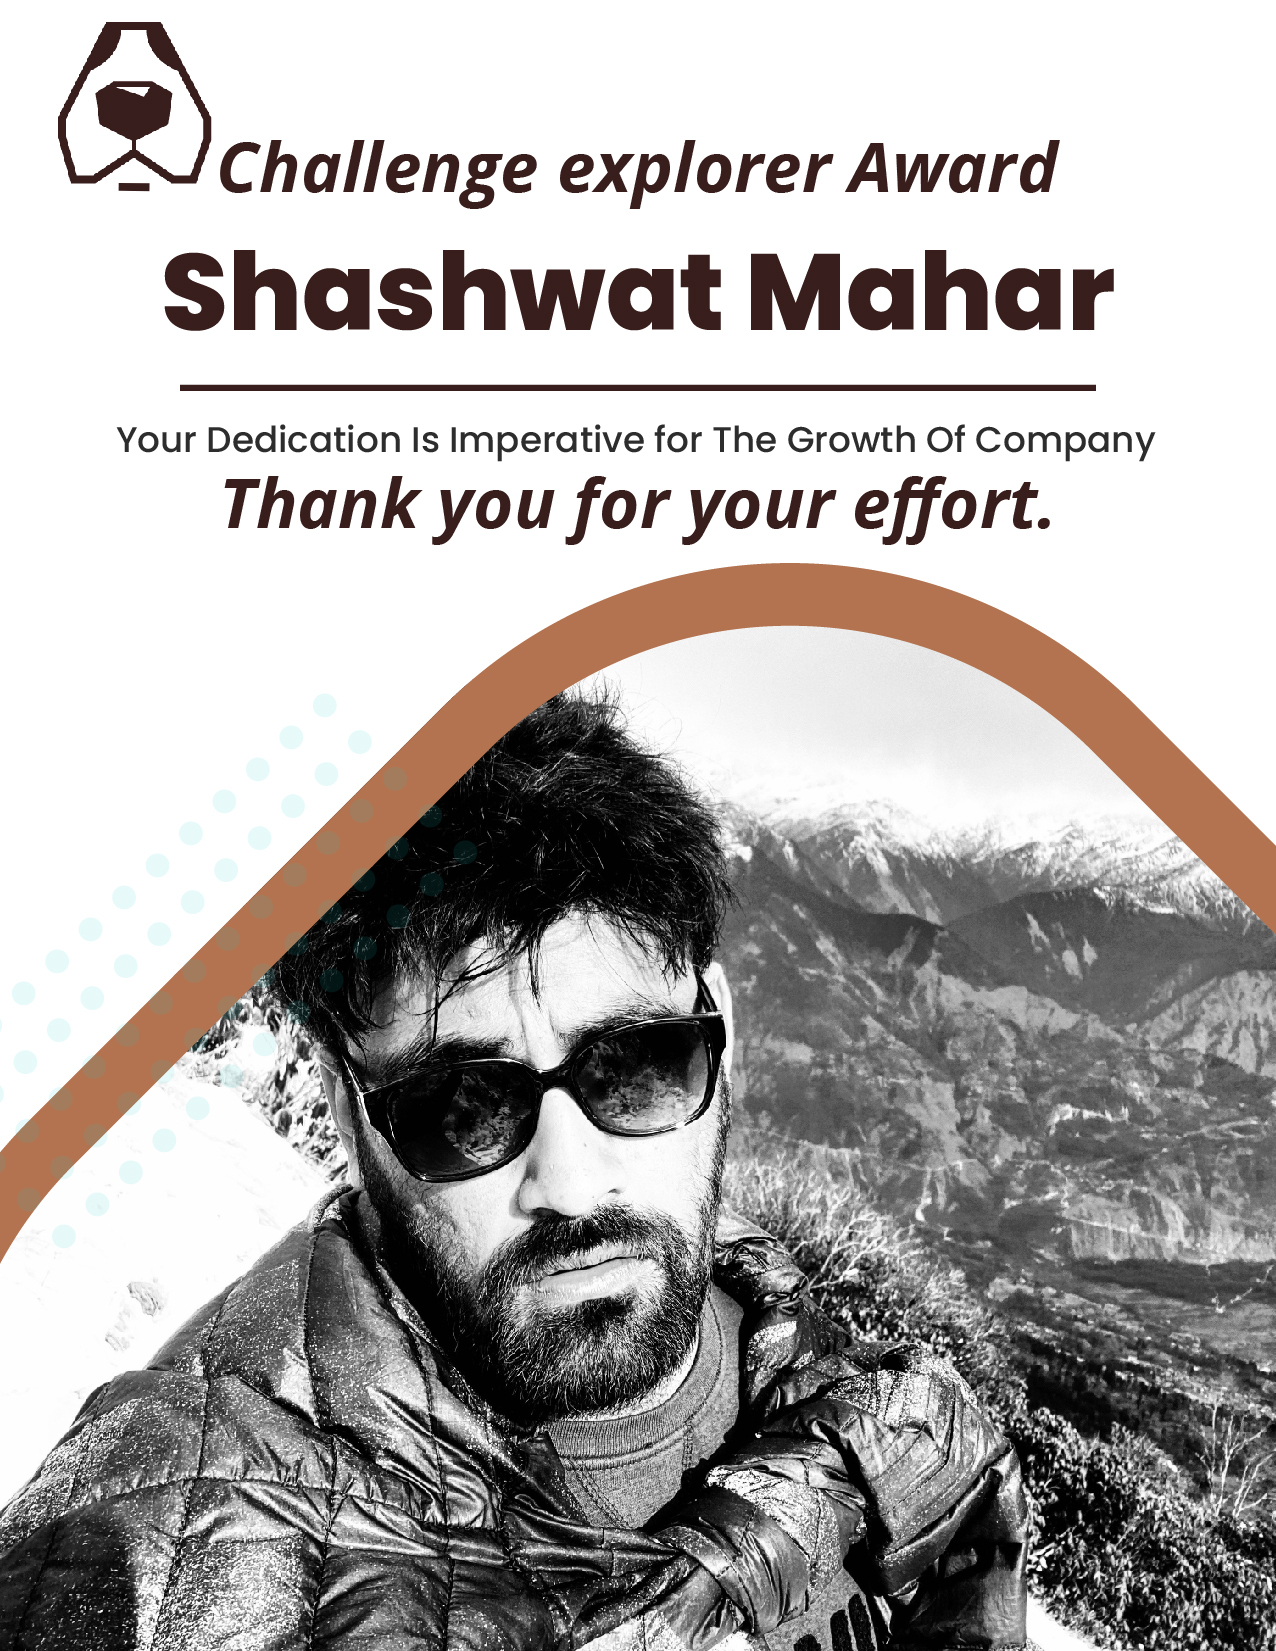 Challenge explorer Award
Shashwat Mahar
Your Dedication Is Imperative for The Growth Of Company
Thank you for your effort.